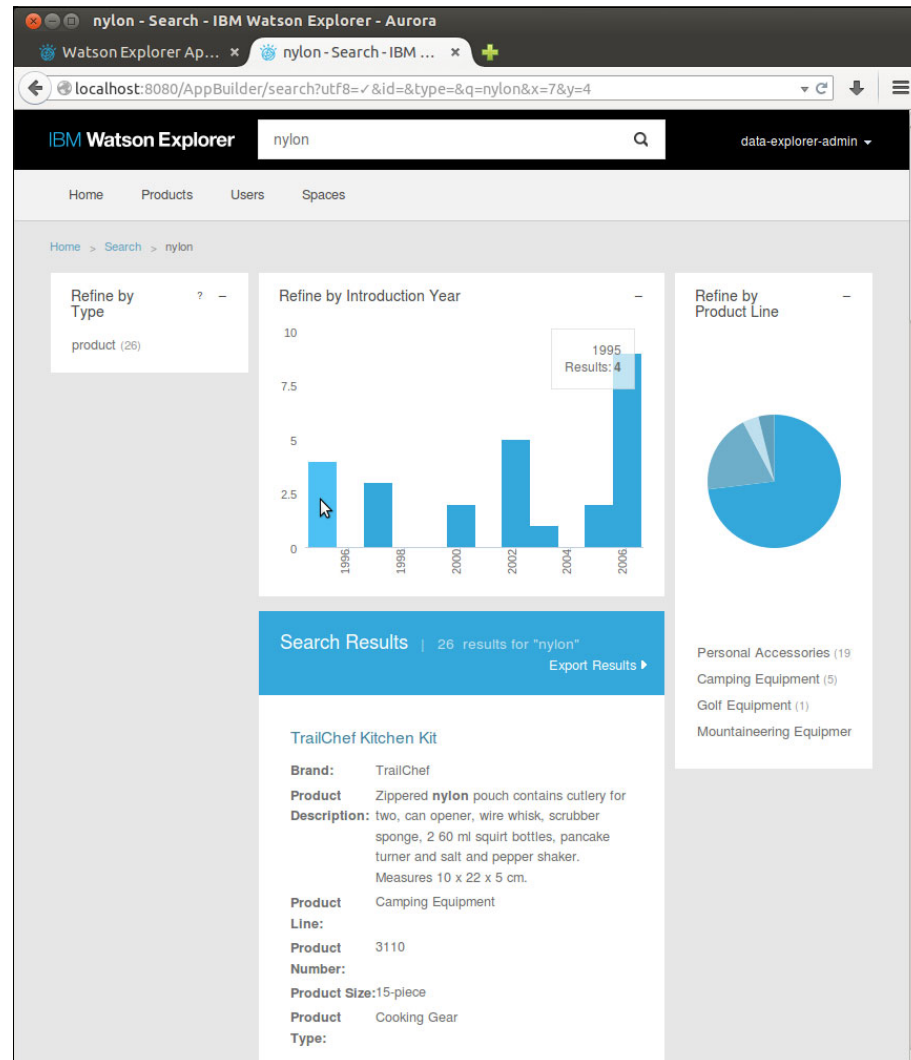 nylon - Search - IBM Watson Explorer - Aurora
Watson Explorer Ap... × nylon - Search - IBM ... ×
localhost:8080/AppBuilder/search?utf8=✓&id=&type=&q=nylon&x=7&y=4
IBM Watson Explorer
nylon
data-explorer-admin
Home Products Users Spaces
Home > Search > nylon
Refine by
Type
? –
product (26)
Refine by Introduction Year –
10
7.5
5
2.5
0
1995
Results: 4
1996 1998 2000 2002 2004 2006
Refine by
Product Line
–
Personal Accessories (19
Camping Equipment (5)
Golf Equipment (1)
Mountaineering Equipmer
Search Results | 26 results for "nylon"
Export Results
TrailChef Kitchen Kit
Brand: TrailChef
Product Zippered nylon pouch contains cutlery for
Description: two, can opener, wire whisk, scrubber
sponge, 2 60 ml squirt bottles, pancake
turner and salt and pepper shaker.
Measures 10 x 22 x 5 cm.
Product Camping Equipment
Line:
Product 3110
Number:
Product Size:15-piece
Product Cooking Gear
Type: